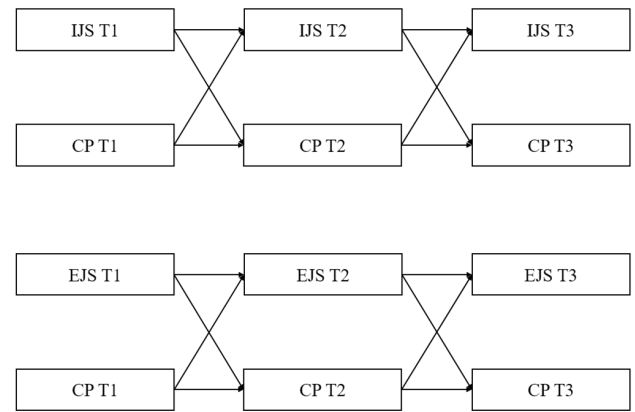 IJS T1 IJS T2 IJS T3
CP T1 CP T2 CP T3
EJS T1 EJS T2 EJS T3
CP T1 CP T2 CP T3